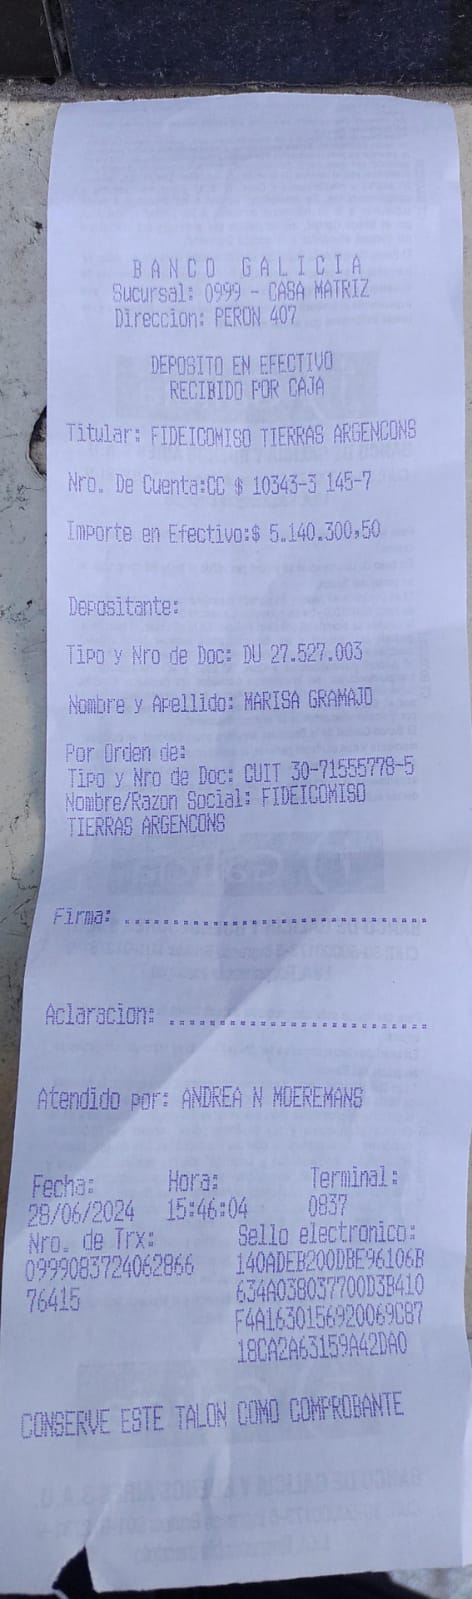 BANCO GALICIA
Sucursal: 0999 - CASA MATRIZ
Direccion: PERON 407
DEPOSITO EN EFECTIVO
RECIBIDO POR CAJA
Titular: FIDEICOMISO TIERRAS ARGENCONS
Nro. De Cuenta:CC $ 10343-3 145-7
Importe en Efectivo:$ 5.140.300,50
Depositante:
Tipo y Nro de Doc: DU 27.527.003
Nombre y Apellido: MARISA GRAMAJO
Por Orden de:
Tipo y Nro de Doc: CUIT 30-71555778-5
Nombre/Razon Social: FIDEICOMISO
TIERRAS ARGENCONS
Firma: ................................
Aclaracion: ...........................
Atendido por: ANDREA N MOEREMANS
Fecha: Hora: Terminal:
28/06/2024 15:46:04 0837
Nro. de Trx: Sello electronico:
0999083724062866 140ADEB200DBE96106B
76415 634A038037700D3B410
F4A1630156920069C87
18CA2A63159A42DA0
CONSERVE ESTE TALON COMO COMPROBANTE